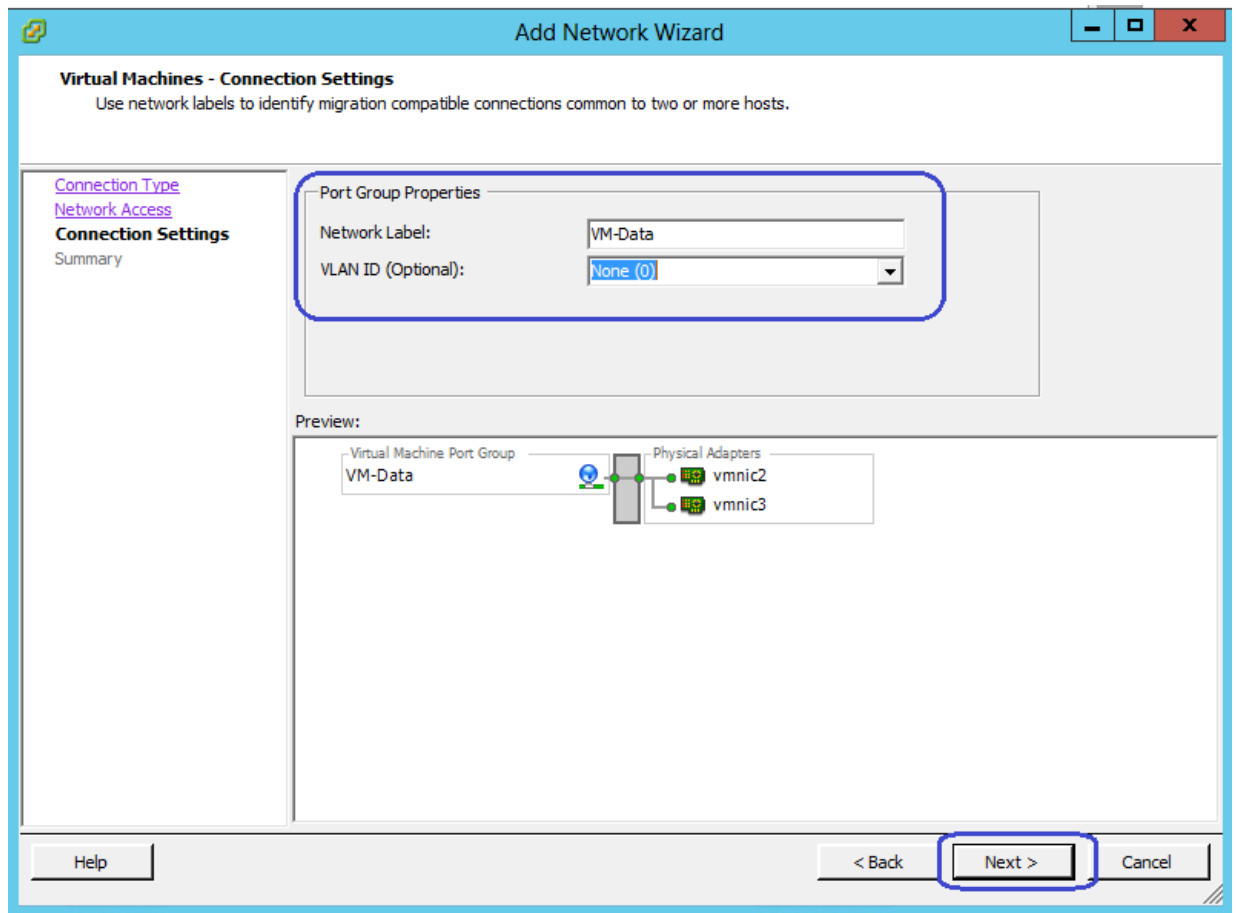 Add Network Wizard
X
Virtual Machines - Connection Settings
Use network labels to identify migration compatible connections common to two or more hosts.
Connection Type
Network Access
Connection Settings
Summary
Port Group Properties
Network Label:
VM-Data
VLAN ID (Optional):
None (0)
Preview:
Virtual Machine Port Group
VM-Data
Physical Adapters
vmnic2
vmnic3
Help
< Back
Next >
Cancel